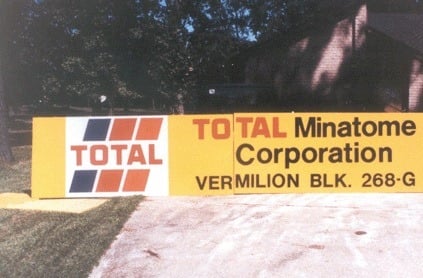 TOTAL
TOTAL Minatome
Corporation
VERMILION BLK. 268-G